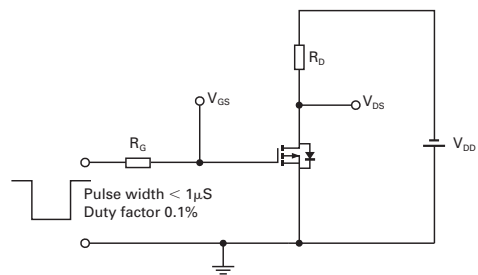 R_D
V_GS
V_DS
R_G
V_DD
Pulse width < 1μS
Duty factor 0.1%